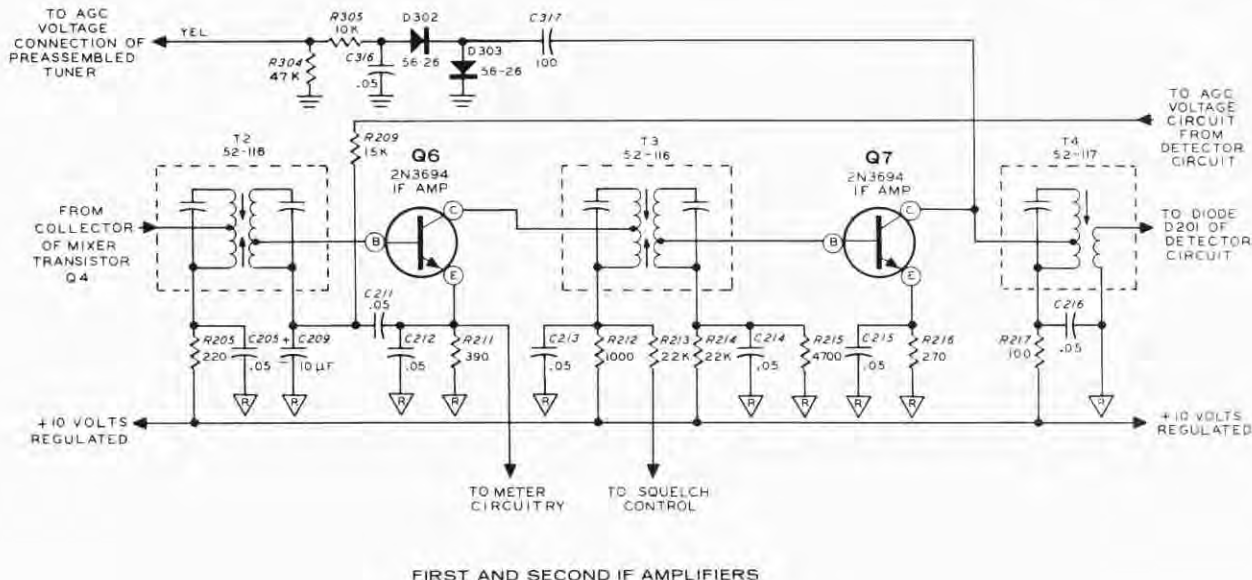 TO AGC
VOLTAGE
CONNECTION OF
PREASSEMBLED
TUNER
YEL
R305
10K
D302
56-26
C317
100
R304
47K
C316
.05
D303
56-26
TO AGC
VOLTAGE
CIRCUIT
FROM
DETECTOR
CIRCUIT
T2
52-116
R209
15K
Q6
2N3694
IF AMP
T3
52-116
Q7
2N3694
IF AMP
T4
52-117
FROM
COLLECTOR
OF MIXER
TRANSISTOR
Q4
B
C
E
B
C
E
TO DIODE
D201 OF
DETECTOR
CIRCUIT
R205
220
C205
.05
+
C209
10µF
C211
.05
C212
.05
R211
390
C213
.05
R212
1000
R213
22K
R214
22K
C214
.05
R215
4700
C215
.05
R216
270
R217
100
C216
.05
R
R
R
R
R
R
R
R
R
R
+10 VOLTS
REGULATED
+10 VOLTS
REGULATED
TO METER
CIRCUITRY
TO SQUELCH
CONTROL
FIRST AND SECOND IF AMPLIFIERS